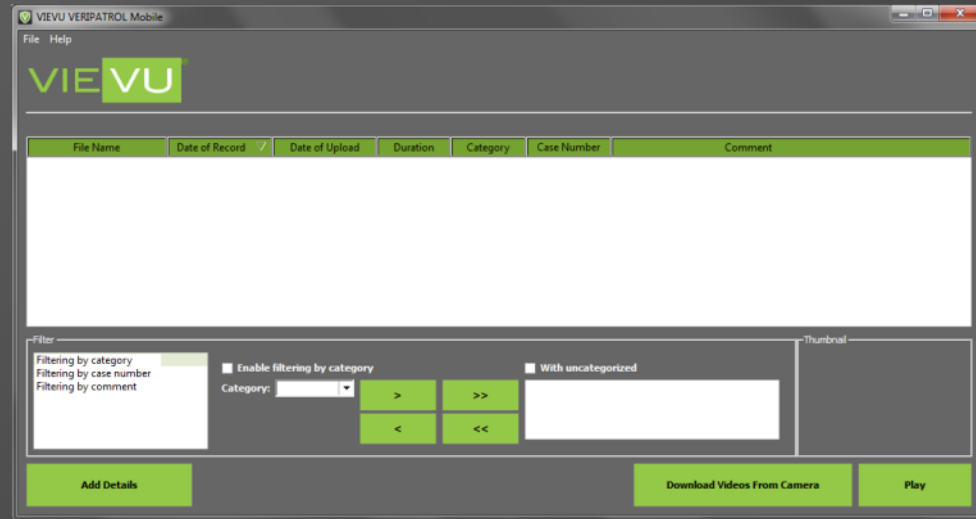 VIEVU VERIPATROL Mobile
File Help
VIEVU
File Name Date of Record Date of Upload Duration Category Case Number Comment
Filter
Thumbnail
Filtering by category
Filtering by case number
Filtering by comment
Enable filtering by category
With uncategorized
Category:
> >>
< <<
Add Details
Download Videos From Camera
Play